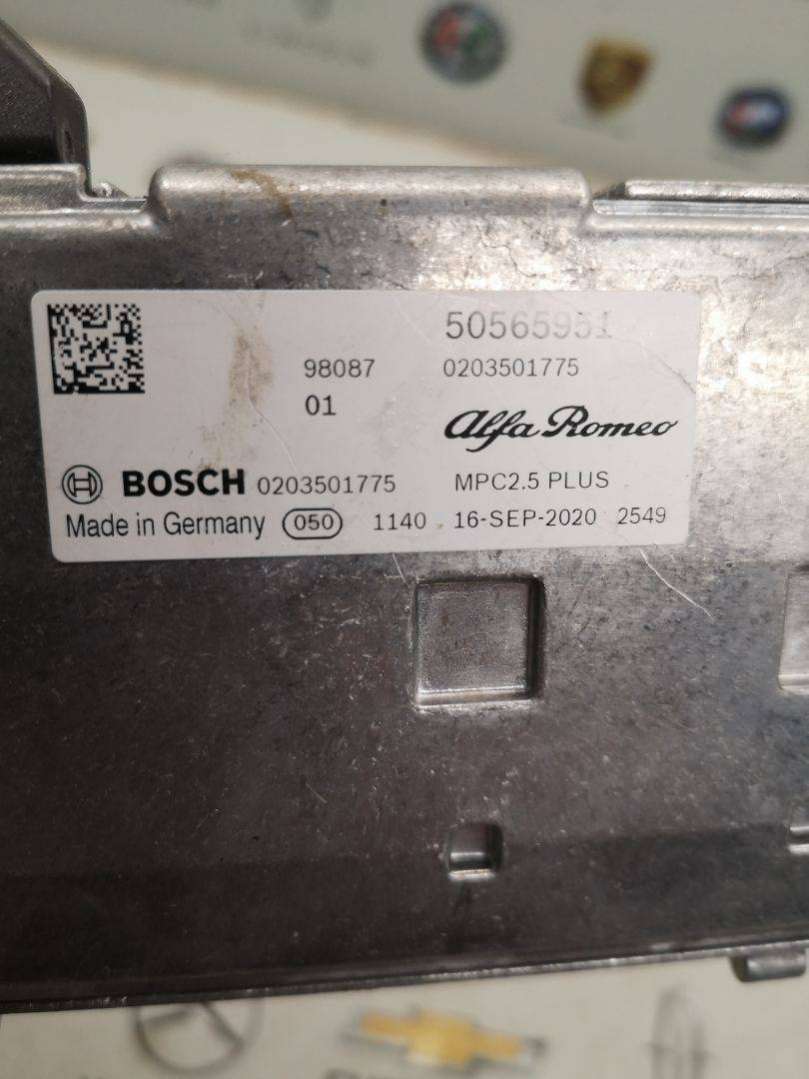 50565951
98087 0203501775
01
Alfa Romeo
BOSCH 0203501775 MPC2.5 PLUS
Made in Germany 050 1140 16-SEP-2020 2549